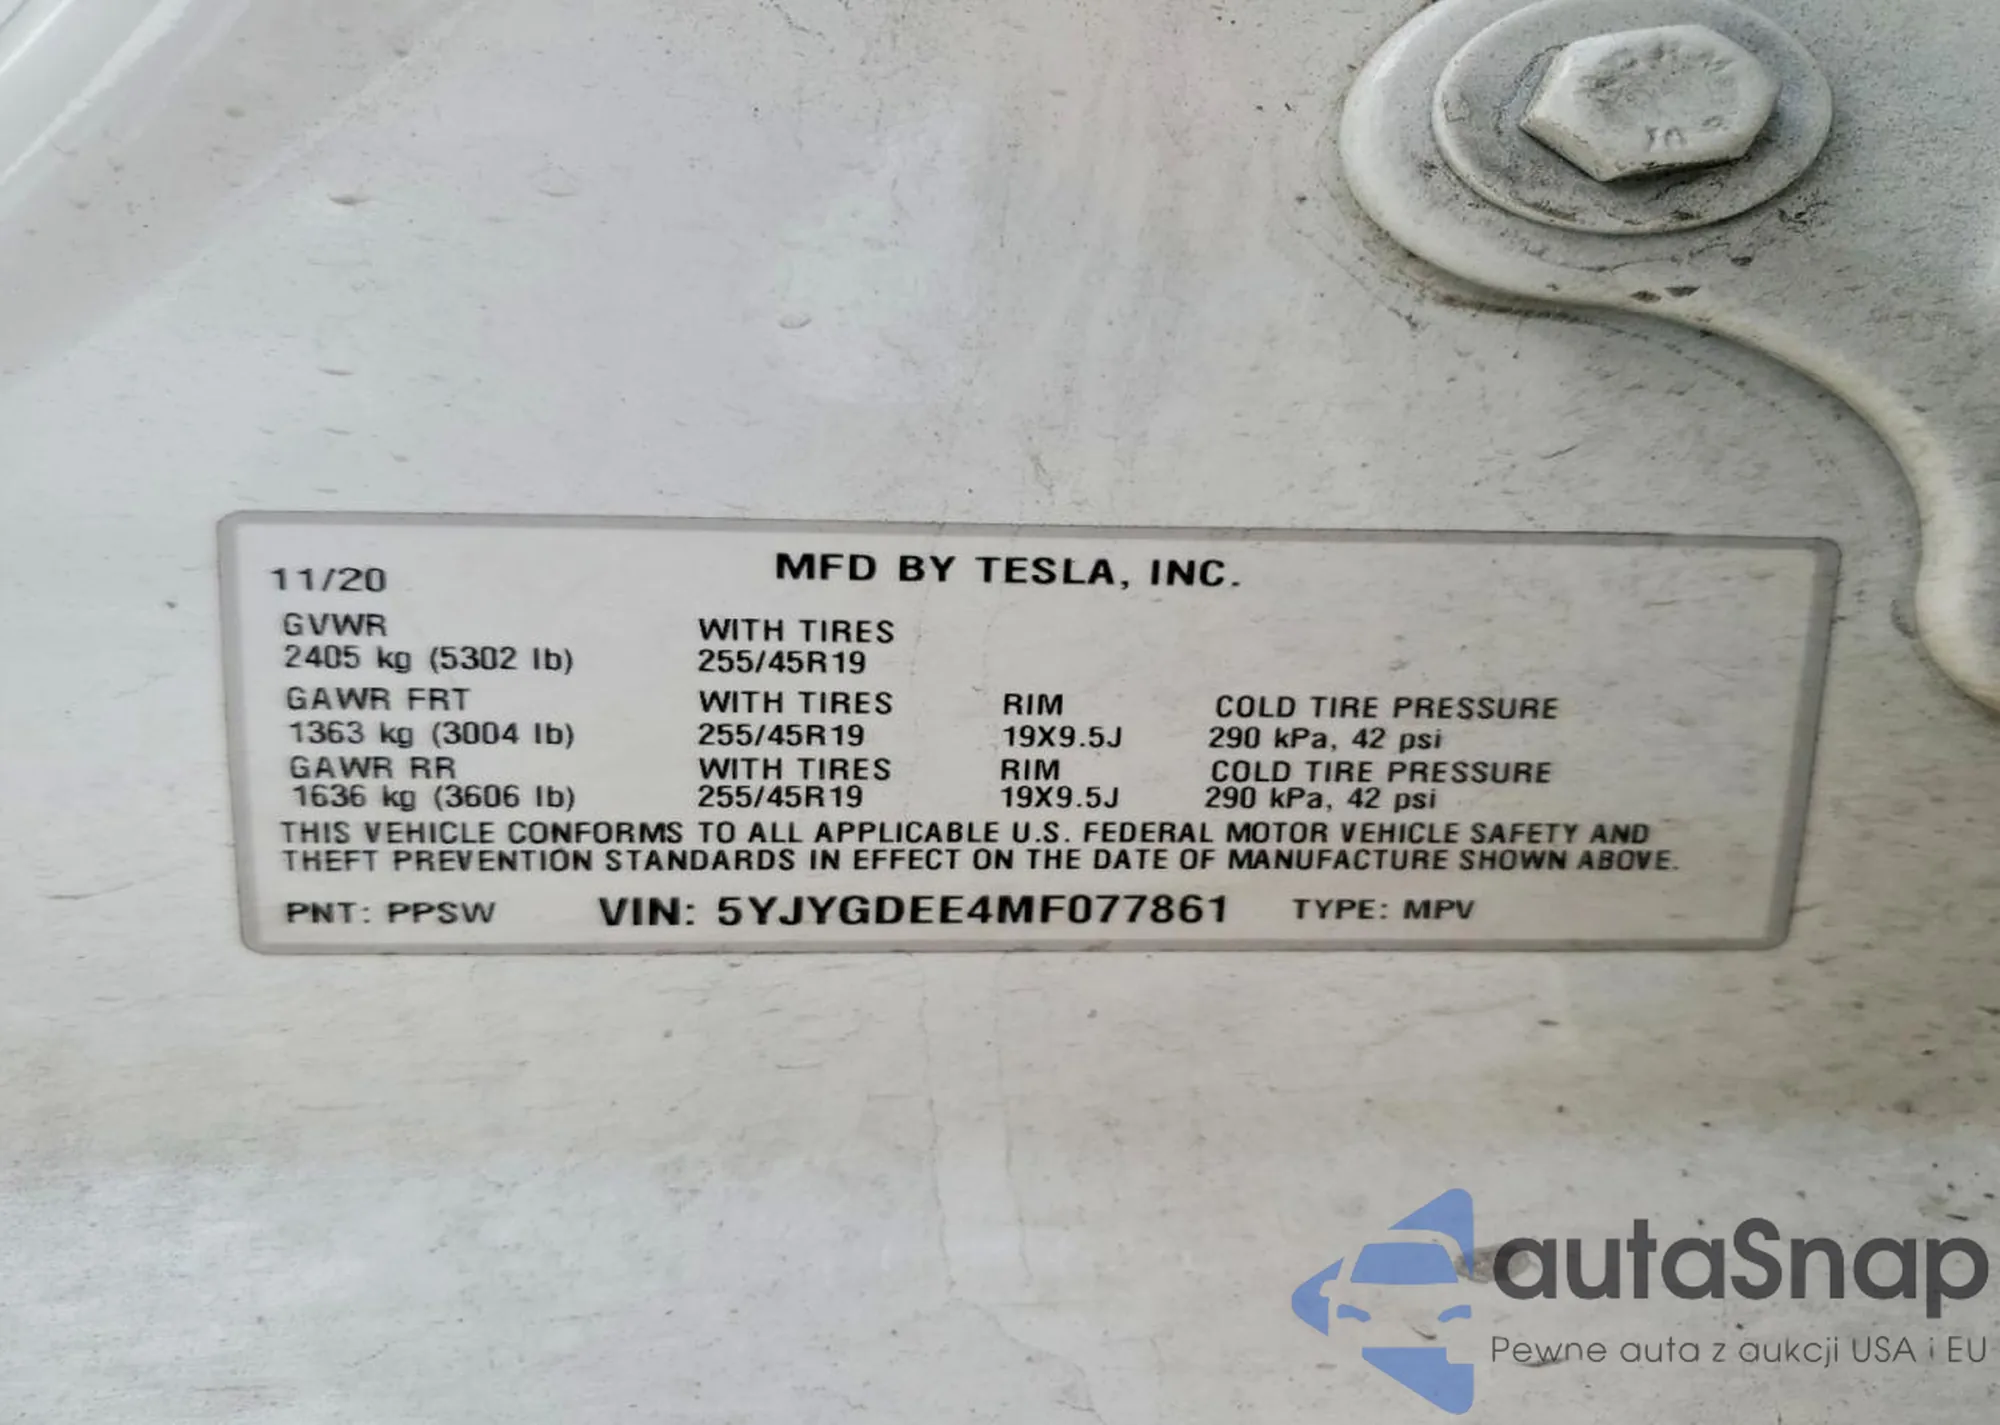 11/20 MFD BY TESLA, INC.
GVWR WITH TIRES
2405 kg (5302 lb) 255/45R19
GAWR FRT WITH TIRES RIM COLD TIRE PRESSURE
1363 kg (3004 lb) 255/45R19 19X9.5J 290 kPa, 42 psi
GAWR RR WITH TIRES RIM COLD TIRE PRESSURE
1636 kg (3606 lb) 255/45R19 19X9.5J 290 kPa, 42 psi
THIS VEHICLE CONFORMS TO ALL APPLICABLE U.S. FEDERAL MOTOR VEHICLE SAFETY AND
THEFT PREVENTION STANDARDS IN EFFECT ON THE DATE OF MANUFACTURE SHOWN ABOVE.
PNT: PPSW VIN: 5YJYGDEE4MF077861 TYPE: MPV
autaSnap
Pewne auta z aukcji USA i EU